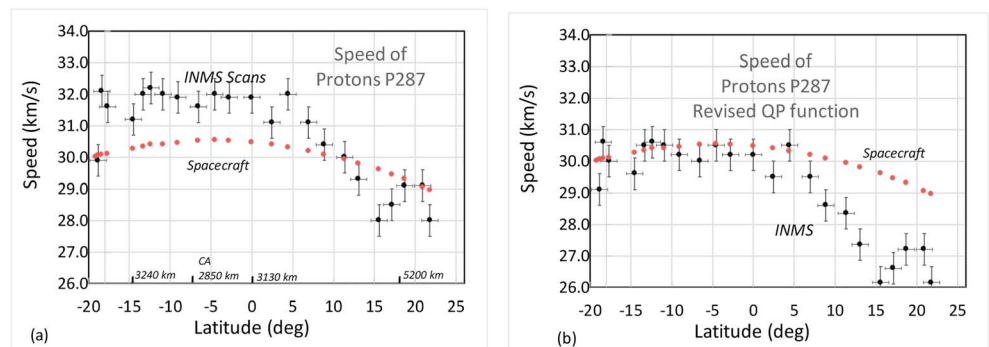 34.0
33.0
32.0
31.0
30.0
29.0
28.0
27.0
26.0
Speed (km/s)
INMS Scans
Speed of
Protons P287
Spacecraft
CA
3240 km
2850 km
3130 km
5200 km
-20 -15 -10 -5 0 5 10 15 20 25
Latitude (deg)
(a)
34.0
33.0
32.0
31.0
30.0
29.0
28.0
27.0
26.0
Speed (km/s)
Speed of
Protons P287
Revised QP function
Spacecraft
INMS
-20 -15 -10 -5 0 5 10 15 20 25
Latitude (deg)
(b)